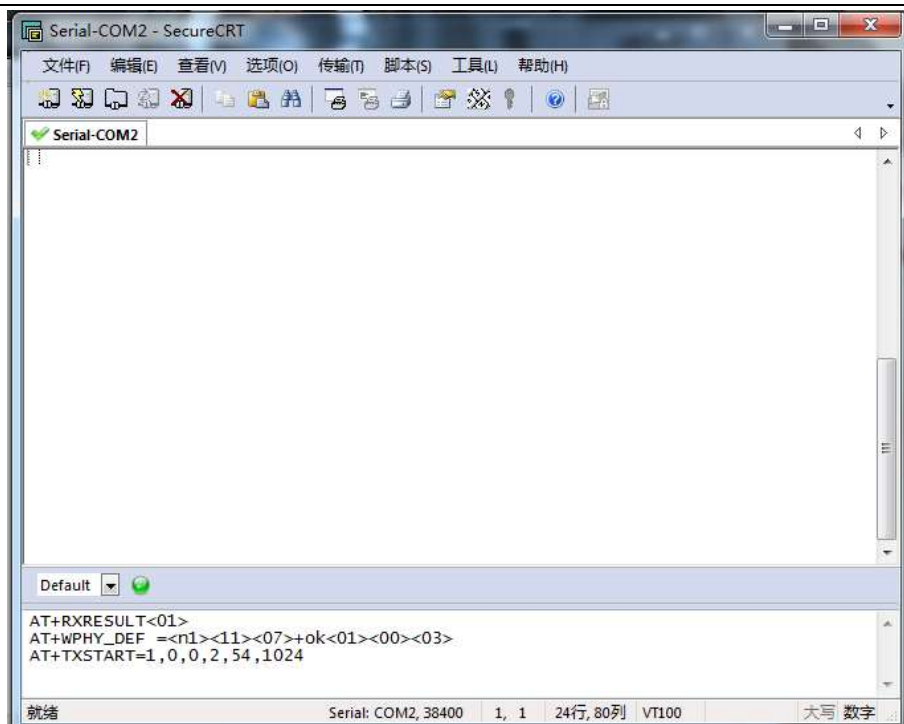 Serial-COM2 - SecureCRT
文件(F) 编辑(E) 查看(V) 选项(O) 传输(T) 脚本(S) 工具(L) 帮助(H)
Serial-COM2
Default
AT+RXRESULT<01>
AT+WPHY_DEF =<n1><11><07>+ok<01><00><03>
AT+TXSTART=1,0,0,2,54,1024
就绪 Serial: COM2, 38400 1, 1 24行, 80列 VT100 大写 数字